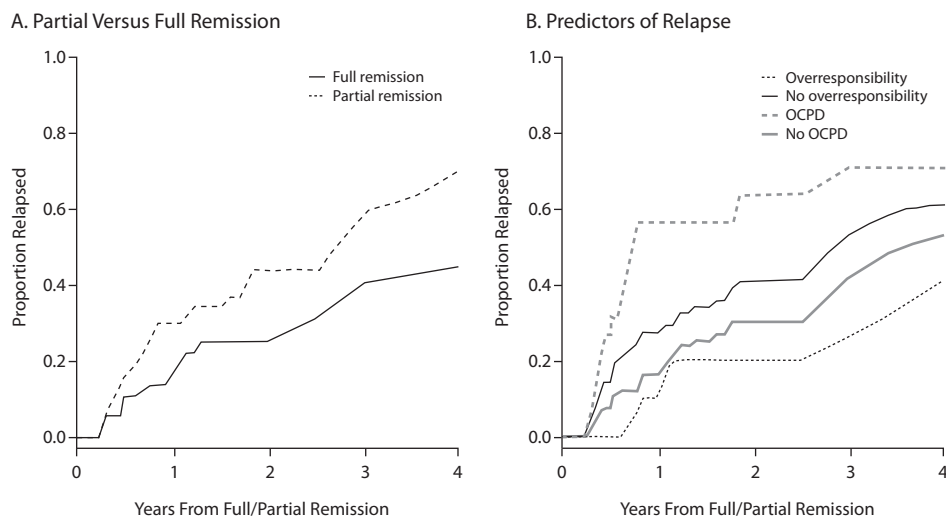 A. Partial Versus Full Remission
1.0
0.8
0.6
0.4
0.2
0.0
Proportion Relapsed
Full remission
Partial remission
0 1 2 3 4
Years From Full/Partial Remission
B. Predictors of Relapse
1.0
0.8
0.6
0.4
0.2
0.0
Proportion Relapsed
Overresponsibility
No overresponsibility
OCPD
No OCPD
0 1 2 3 4
Years From Full/Partial Remission